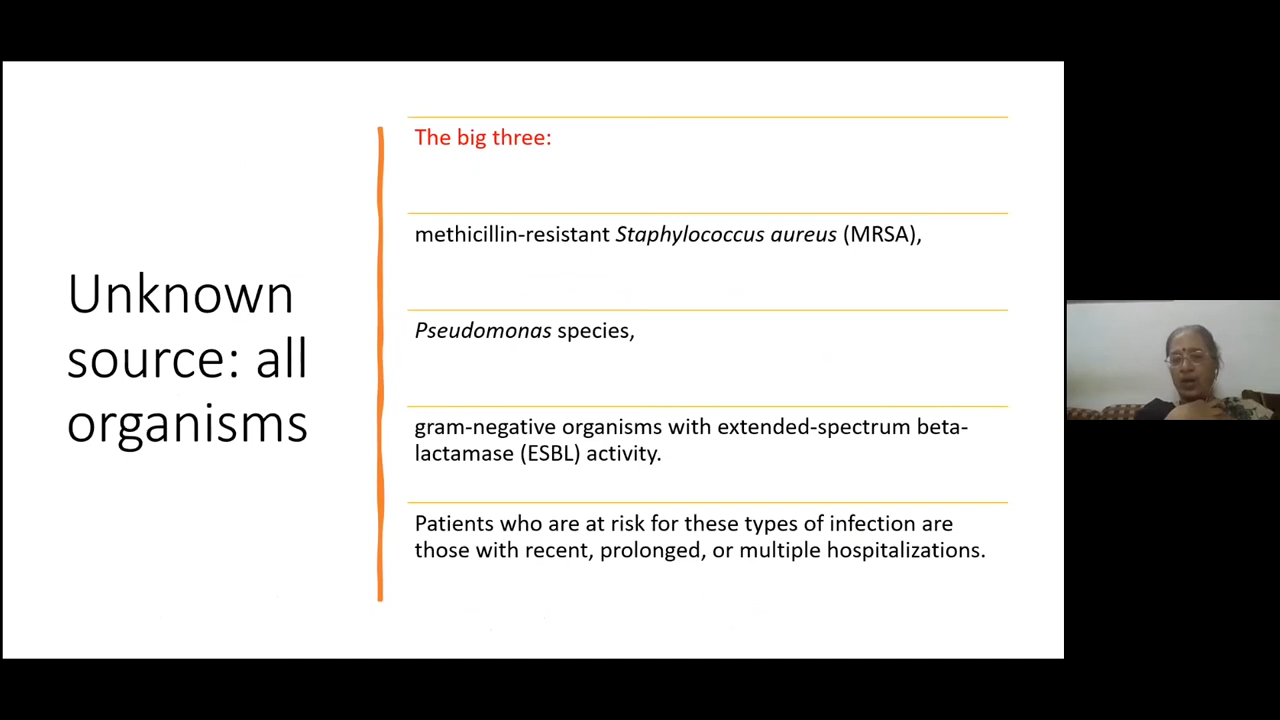 Unknown
source: all
organisms
The big three:
methicillin-resistant Staphylococcus aureus (MRSA),
Pseudomonas species,
gram-negative organisms with extended-spectrum beta-
lactamase (ESBL) activity.
Patients who are at risk for these types of infection are
those with recent, prolonged, or multiple hospitalizations.